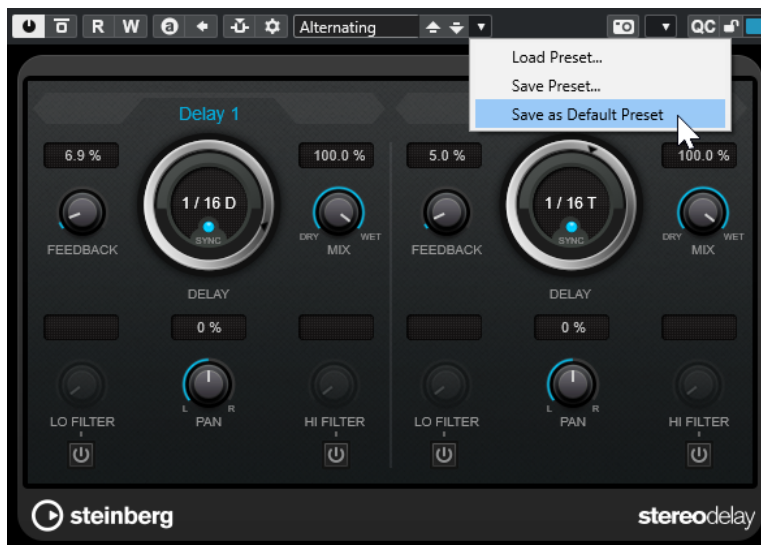 R W a Alternating QC
Load Preset...
Save Preset...
Save as Default Preset
Delay 1
6.9 % 100.0 % 5.0 % 100.0 %
1 / 16 D 1 / 16 T
SYNC SYNC
DRY WET DRY WET
FEEDBACK MIX FEEDBACK MIX
DELAY DELAY
0 % 0 %
L R L R
LO FILTER PAN HI FILTER LO FILTER PAN HI FILTER
steinberg stereodelay